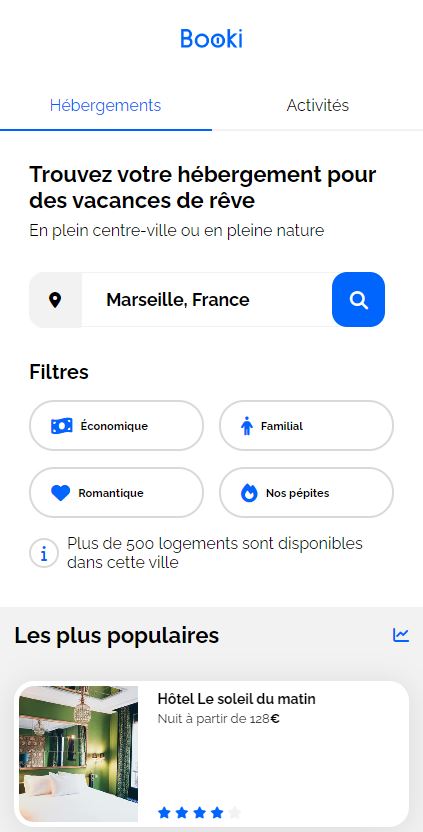 Booki
Hébergements
Activités
Trouvez votre hébergement pour
des vacances de rêve
En plein centre-ville ou en pleine nature
Marseille, France
Filtres
Économique
Familial
Romantique
Nos pépites
Plus de 500 logements sont disponibles
dans cette ville
Les plus populaires
Hôtel Le soleil du matin
Nuit à partir de 128€